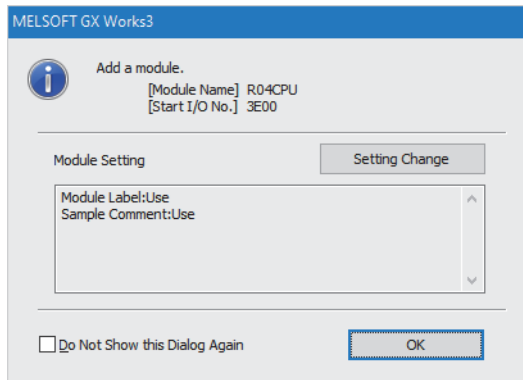 MELSOFT GX Works3
Add a module.
[Module Name] R04CPU
[Start I/O No.] 3E00
Module Setting
Setting Change
Module Label:Use
Sample Comment:Use
Do Not Show this Dialog Again
OK